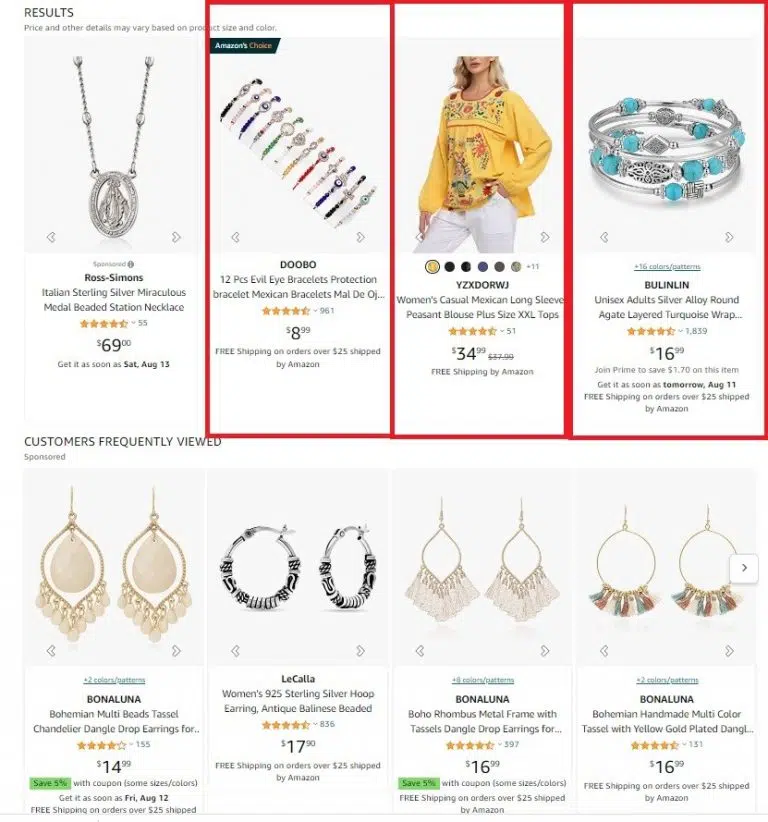 RESULTS
Price and other details may vary based on product size and color.
Amazon's Choice
Sponsored
Ross-Simons
Italian Sterling Silver Miraculous
Medal Beaded Station Necklace
55
$69.00
Get it as soon as Sat, Aug 13
DOOBO
12 Pcs Evil Eye Bracelets Protection
bracelet Mexican Bracelets Mal De Oj...
961
$8.99
FREE Shipping on orders over $25 shipped
by Amazon
+11
YZXDORWJ
Women's Casual Mexican Long Sleeve
Peasant Blouse Plus Size XXL Tops
51
$34.99 $37.99
FREE Shipping by Amazon
+16 colors/patterns
BULINLIN
Unisex Adults Silver Alloy Round
Agate Layered Turquoise Wrap...
1,839
$16.99
Join Prime to save $1.70 on this item
Get it as soon as tomorrow, Aug 11
FREE Shipping on orders over $25 shipped
by Amazon
CUSTOMERS FREQUENTLY VIEWED
Sponsored
+2 colors/patterns
BONALUNA
Bohemian Multi Beads Tassel
Chandelier Dangle Drop Earrings for..
155
$14.99
Save 5% with coupon (some sizes/colors)
Get it as soon as Fri, Aug 12
FREE Shipping on orders over $25 shipped
LeCalla
Women's 925 Sterling Silver Hoop
Earring, Antique Balinese Beaded
836
$17.90
FREE Shipping on orders over $25 shipped
by Amazon
+8 colors/patterns
BONALUNA
Boho Rhombus Metal Frame with
Tassels Dangle Drop Earrings for...
397
$16.99
Save 5% with coupon (some sizes/colors)
FREE Shipping on orders over $25 shipped
by Amazon
+2 colors/patterns
BONALUNA
Bohemian Handmade Multi Color
Tassel with Yellow Gold Plated Dangl...
131
$16.99
FREE Shipping on orders over $25 shipped
by Amazon